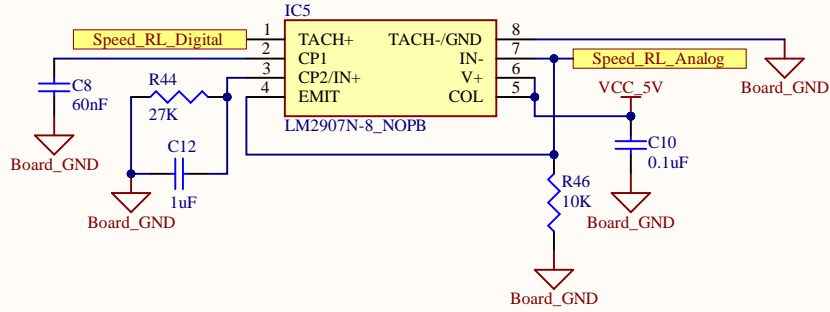 IC5
Speed_RL_Digital
1
TACH+
TACH-/GND
8
2
CP1
IN-
7
Speed_RL_Analog
3
CP2/IN+
V+
6
4
EMIT
COL
5
LM2907N-8_NOPB
C8
60nF
Board_GND
R44
27K
C12
1uF
Board_GND
VCC_5V
Board_GND
C10
0.1uF
Board_GND
R46
10K
Board_GND